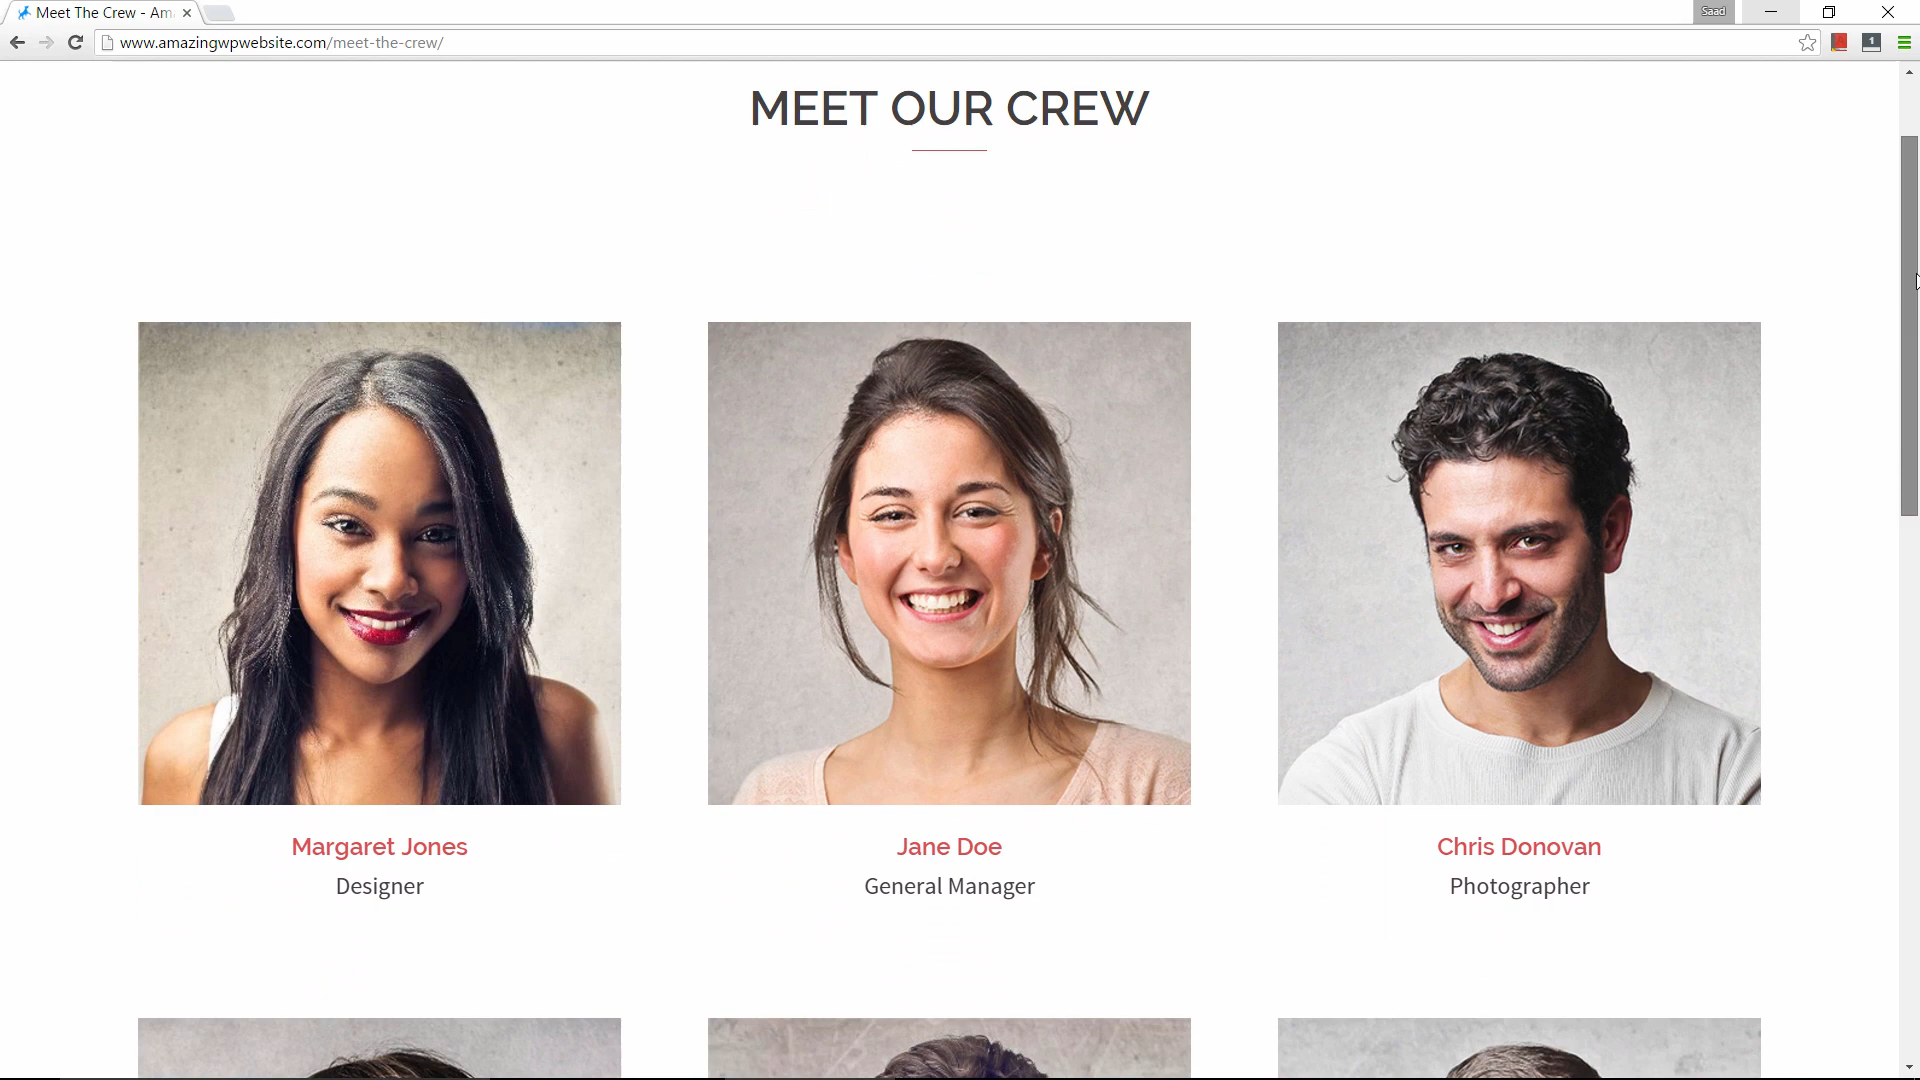 Meet The Crew - Am
Saad
www.amazingwpwebsite.com/meet-the-crew/
1
MEET OUR CREW
Margaret Jones
Jane Doe
Chris Donovan
Designer
General Manager
Photographer